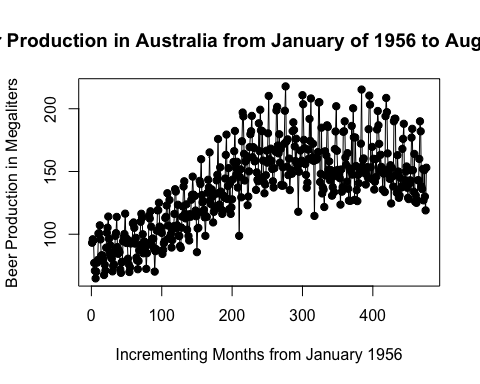 Production in Australia from January of 1956 to Aug
Beer Production in Megaliters
200
150
100
0 100 200 300 400
Incrementing Months from January 1956